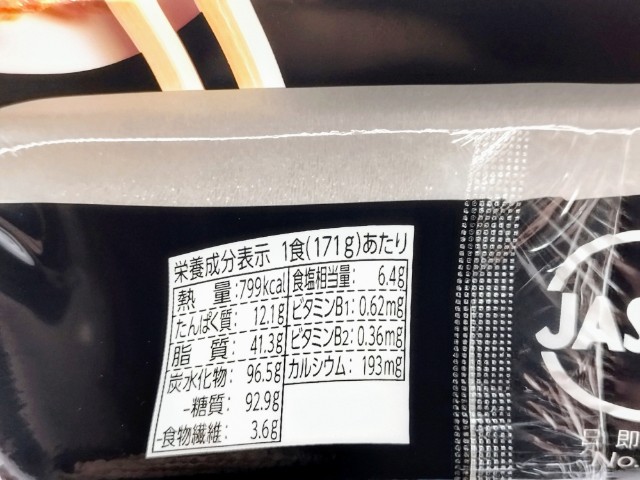 栄養成分表示 1食(171g)あたり
熱量:799kcal
たんぱく質: 12.1g
脂質: 41.3g
炭水化物: 96.5g
-糖質: 92.9g
-食物繊維: 3.6g
食塩相当量: 6.4g
ビタミンB1: 0.62mg
ビタミンB2: 0.36mg
カルシウム: 193mg
JAS
No.